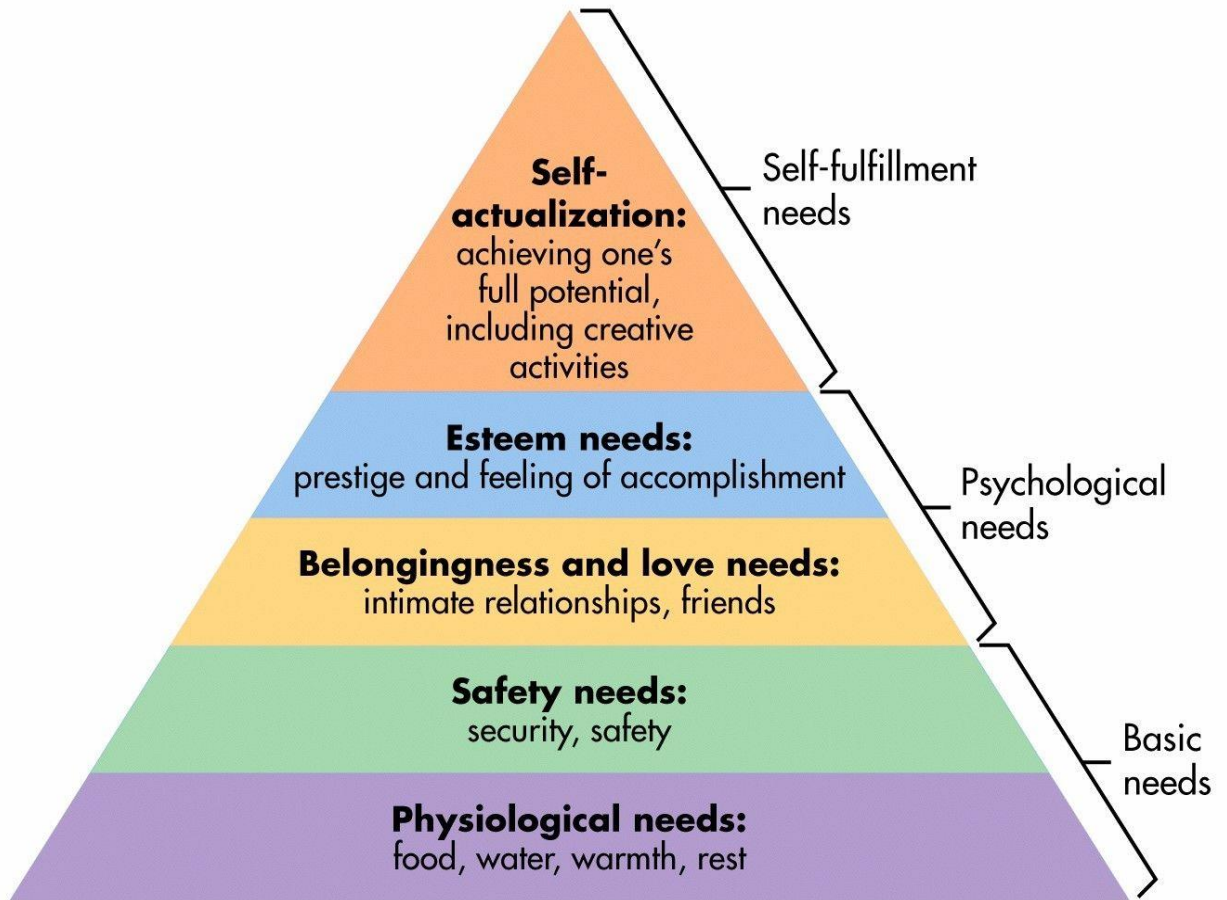 Self-
actualization:
achieving one's
full potential,
including creative
activities
Self-fulfillment
needs
Esteem needs:
prestige and feeling of accomplishment
Psychological
needs
Belongingness and love needs:
intimate relationships, friends
Safety needs:
security, safety
Basic
needs
Physiological needs:
food, water, warmth, rest